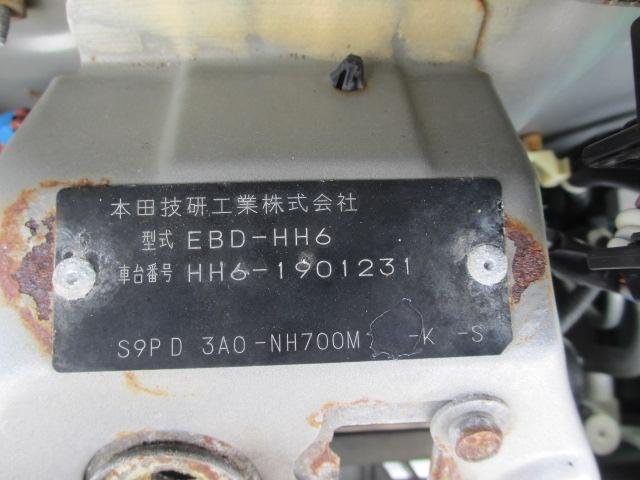 本田技研工業株式会社
型式 EBD-HH6
車台番号 HH6-1901231
S9PD 3A0-NH700M -K -S